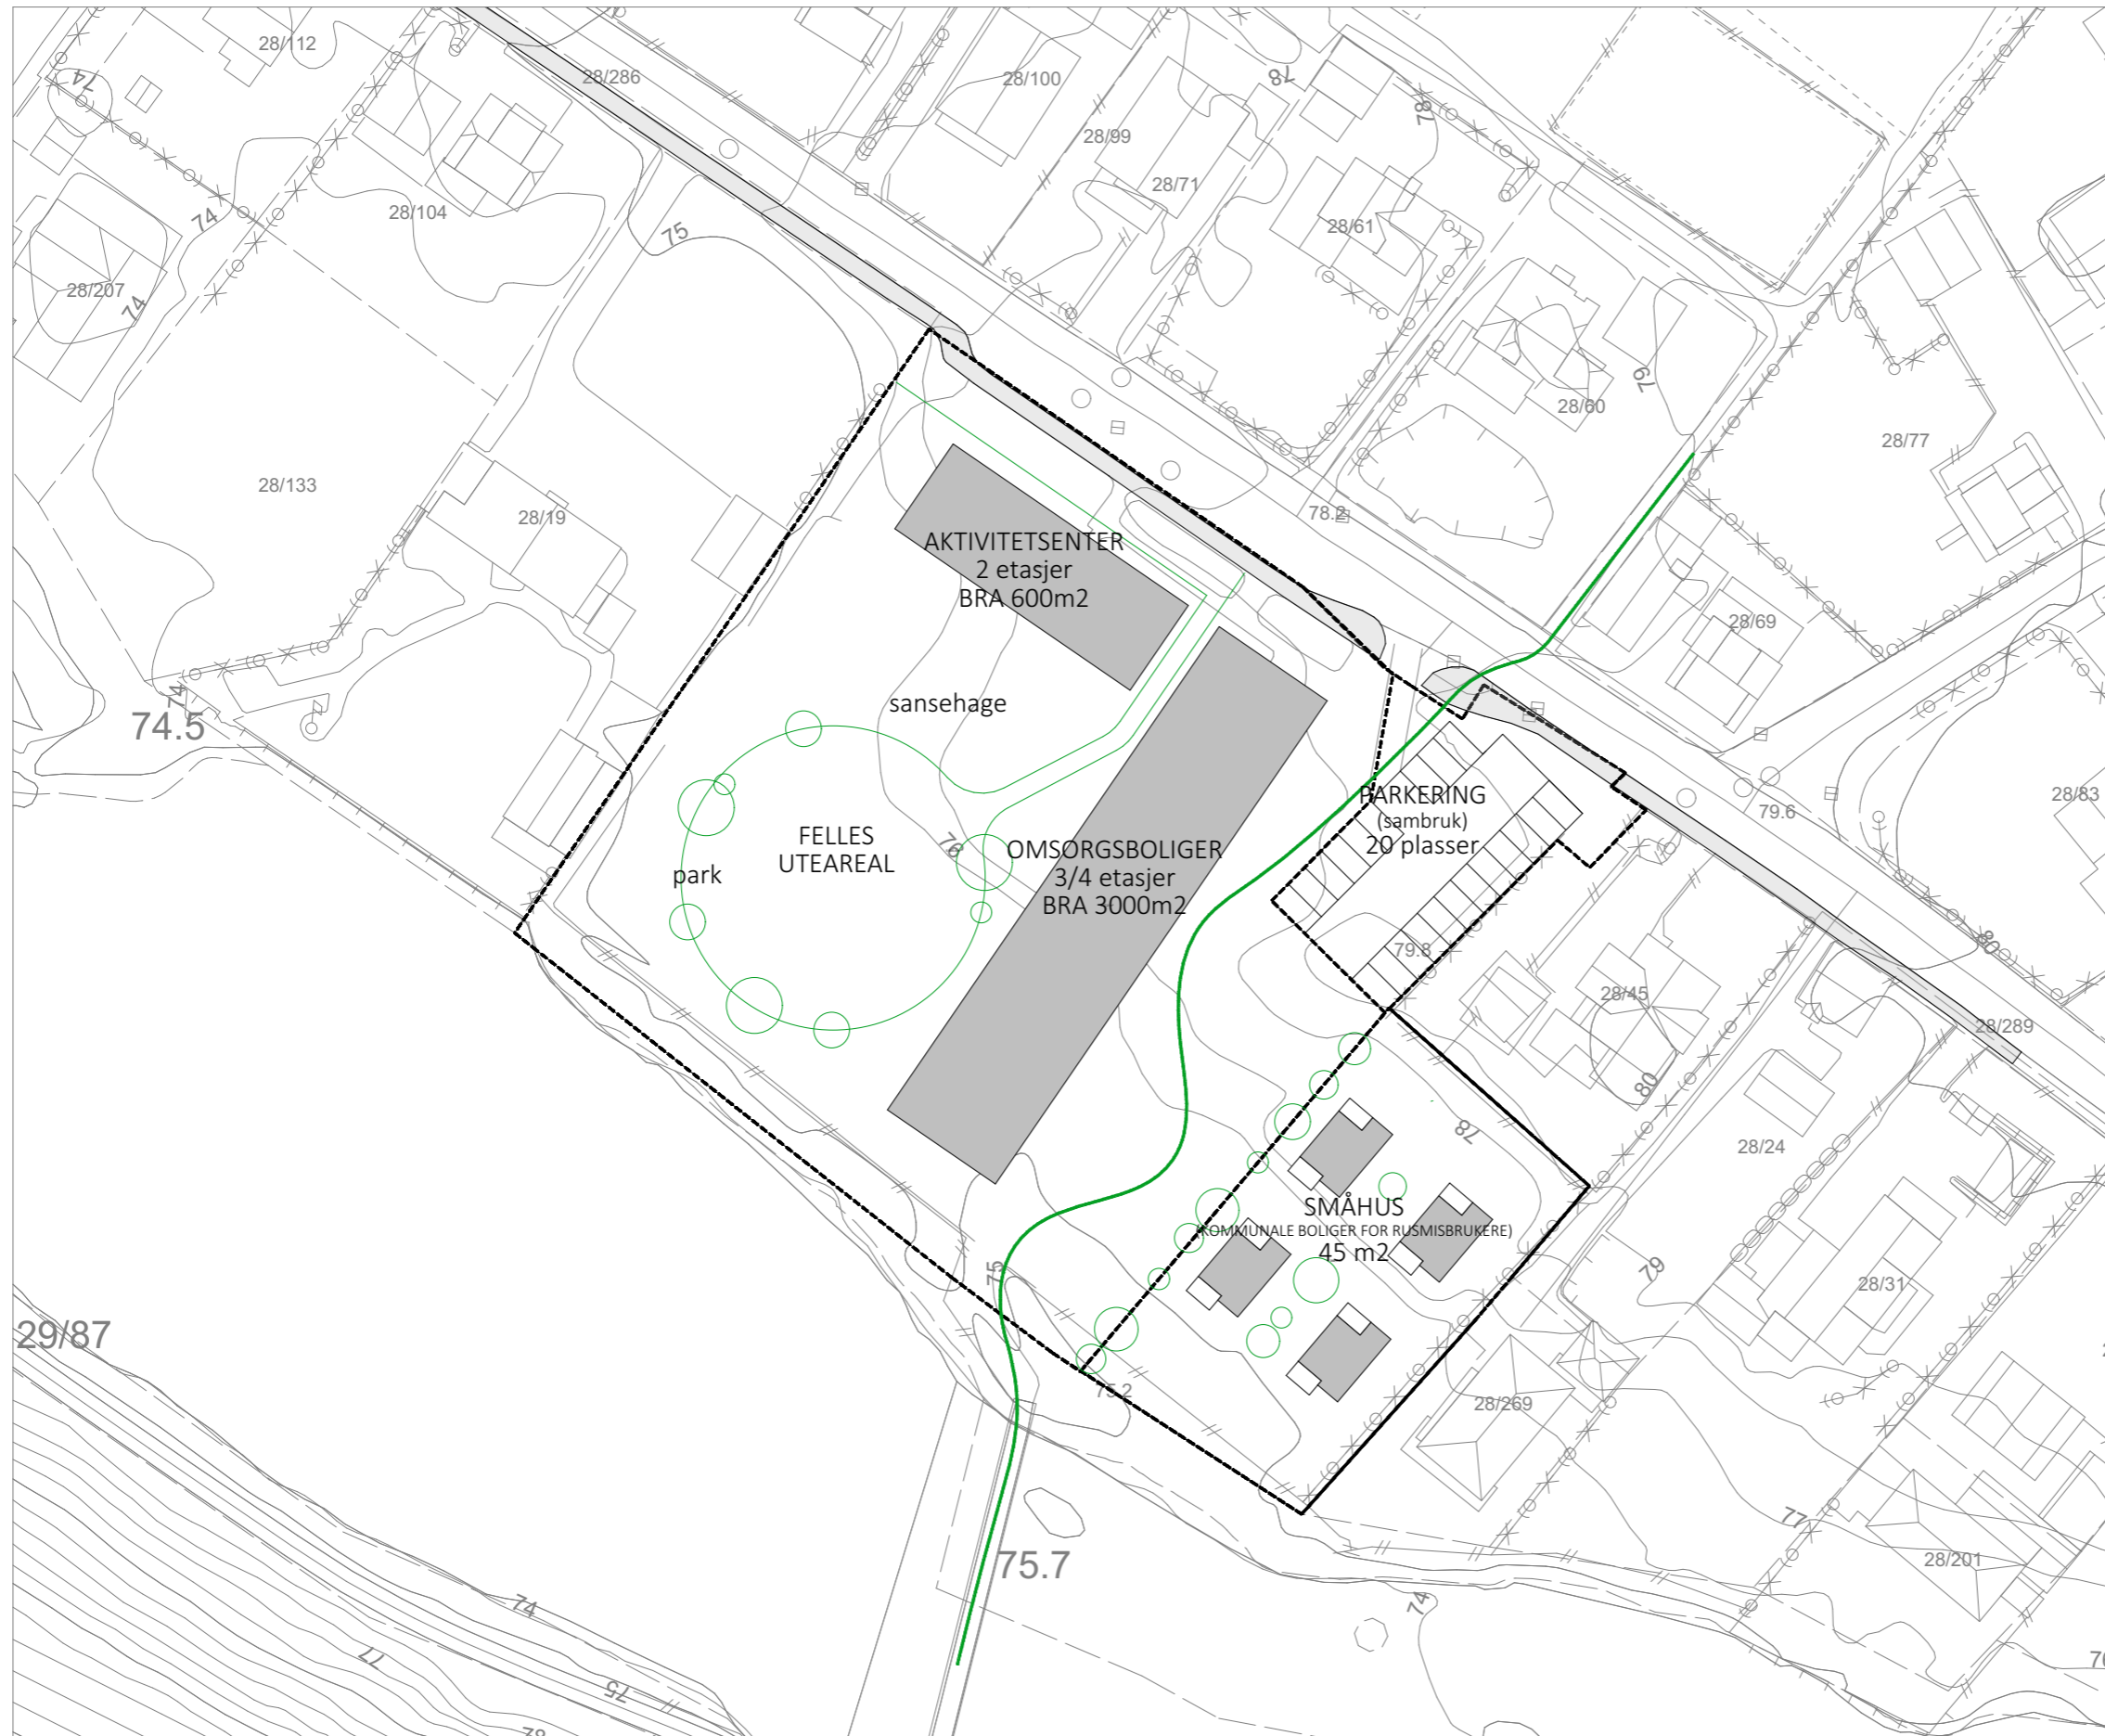 28/112
28/286
28/100
78
74
28/99
78
28/71
28/104
74
75
28/61
28/207
74
79
28/60
28/77
28/133
28/19
78.2
AKTIVITETSENTER
2 etasjer
BRA 600m2
28/69
74
74.5
sansehage
PARKERING
(sambruk)
20 plasser
79.6
28/83
FELLES
UTEAREAL
park
76
OMSORGSBOLIGER
3/4 etasjer
BRA 3000m2
79.8
80
28/45
28/289
80
78
28/24
SMÅHUS
(KOMMUNALE BOLIGER FOR RUSMISBRUKERE)
45 m2
75
79
28/31
29/87
75.2
28/269
77
75.7
28/201
74
74
77
75
78